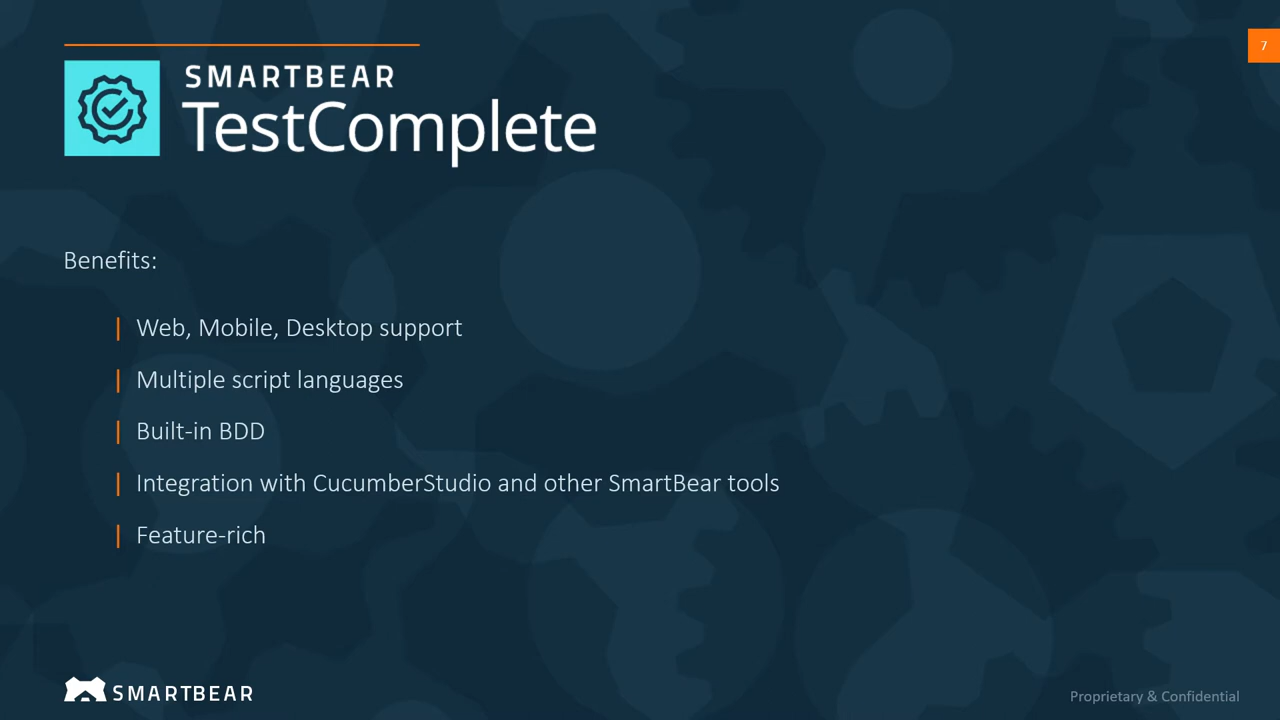 7
SMARTBEAR
TestComplete
Benefits:
Web, Mobile, Desktop support
Multiple script languages
Built-in BDD
Integration with CucumberStudio and other SmartBear tools
Feature-rich
SMARTBEAR
Proprietary & Confidential